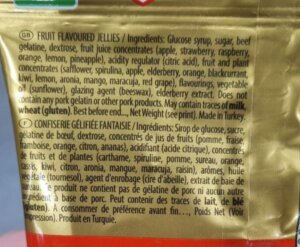 GB FRUIT FLAVOURED JELLIES / Ingredients: Glucose syrup, sugar, beef
gelatine, dextrose, fruit juice concentrates (apple, strawberry, raspberry,
orange, lemon, pineapple), acidity regulator (citric acid), fruit and plant
concentrates (safflower, spirulina, apple, elderberry, orange, blackcurrant,
kiwi, lemon, aronia, mango, maracuja, red grape), flavourings, vegetable
oil (sunflower), glazing agent (beeswax), elderberry extract. Does not
contain any pork gelatin or other pork products. May contain traces of milk,
wheat (gluten). Best before end..., Net Weight (see print). Made in Turkey.
F CONFISERIE GÉLIFIÉE FANTAISIE / Ingrédients: Sirop de glucose, sucre,
gélatine de bœuf, dextrose, concentrés de jus de fruits (pomme, fraise,
framboise, orange, citron, ananas), acidifiant (acide citrique), concentrés
de fruits et de plantes (carthame, spiruline, pomme, sureau, orange,
cassis, kiwi, citron, aronia, mangue, maracuja, raisin), arômes, huile
(tournesol), agent d'enrobage (cire d'abeille), extrait de baie de
sureau. Ce produit ne contient pas de gélatine de porc ni aucun autre
ingrédient à base de porc. Peut contenir des traces de lait, de blé
(gluten). A consommer de préférence avant fin..., Poids Net (Voir
impression). Produit en Turquie.